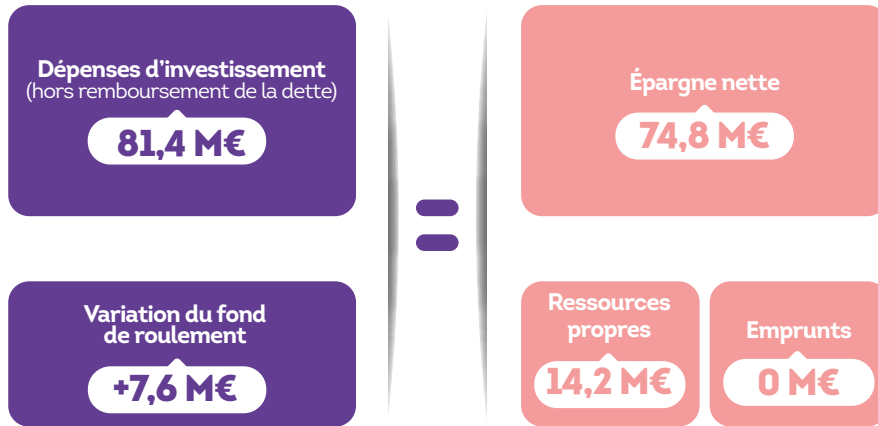 Dépenses d’investissement
(hors remboursement de la dette)
81,4 M€
Variation du fond
de roulement
+7,6 M€
=
Épargne nette
74,8 M€
Ressources
propres
14,2 M€
Emprunts
0 M€